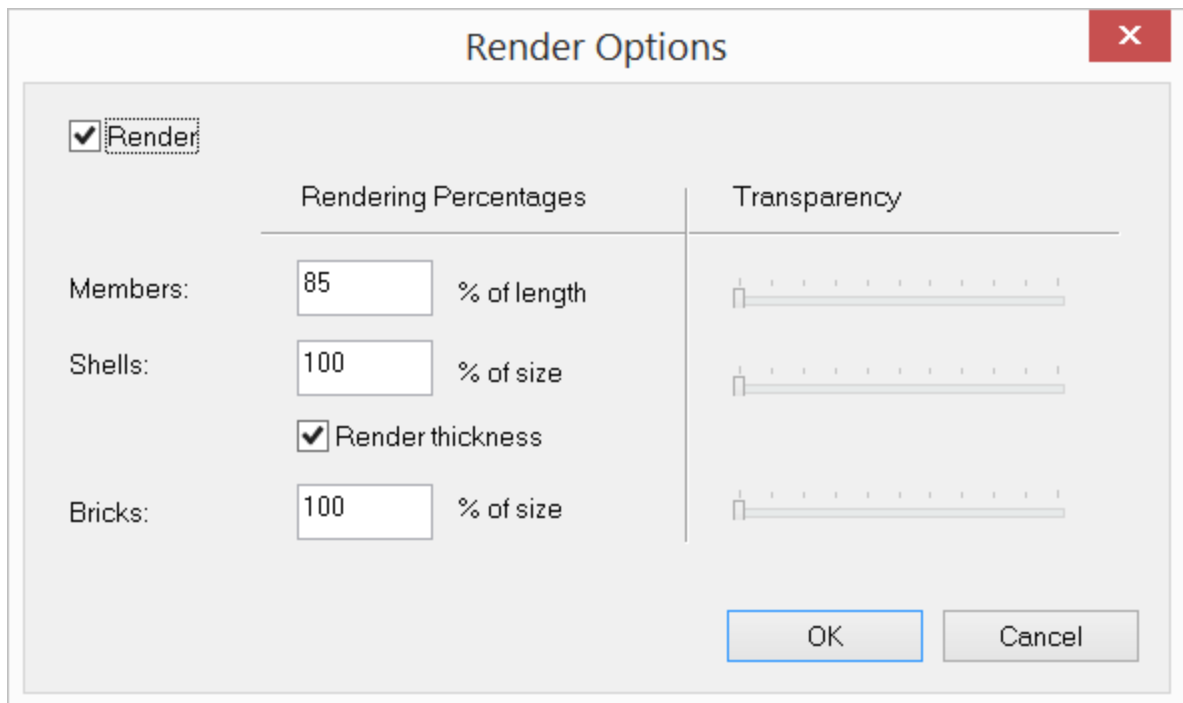 Render Options
Render
Rendering Percentages Transparency
Members: 85 % of length
Shells: 100 % of size
Render thickness
Bricks: 100 % of size
OK Cancel